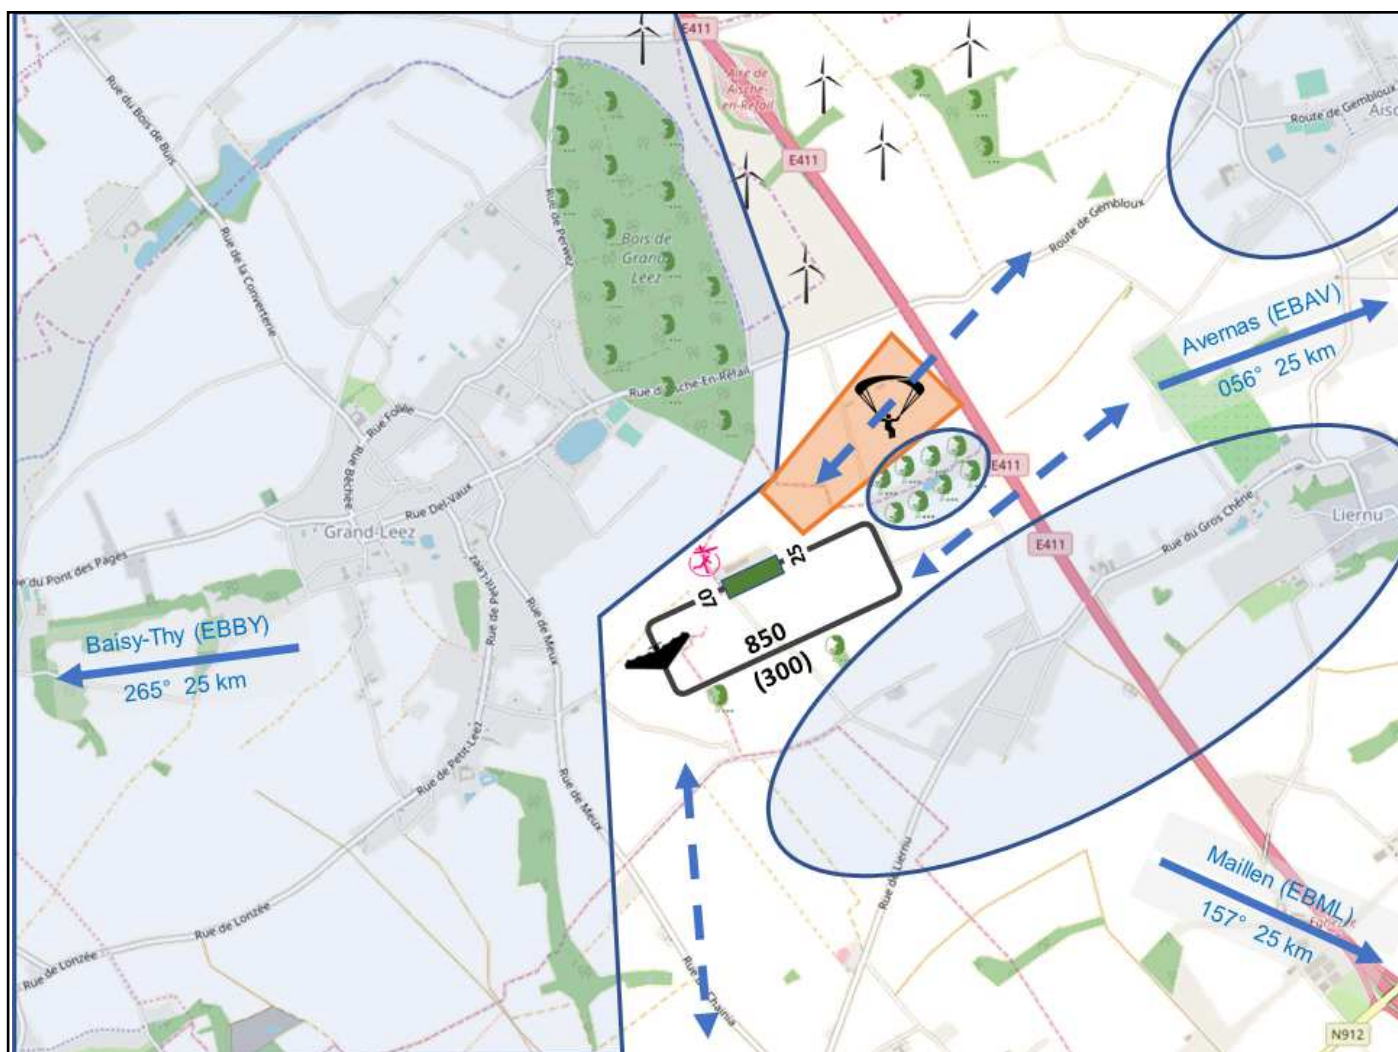 E411
Aire de
Aische-
en-Refail
Route de Gembloux
Aisc
E411
Rue du Bois de Buis
Rue de Perwez
Bois de
Grand
Leez
Route de Gembloux
Rue de la Converterie
Avernas (EBAV)
056° 25 km
Rue d'Aische-En-Refail
Rue Follée
Rue Bêchée
E411
Rue Del-Vaux
Rue du Gros Chêne
Liernu
Grand-Leez
E411
e du Pont des Pages
25
07
Rue de Petit-Leez
Rue de Meux
Baisy-Thy (EBBY)
265° 25 km
850
(300)
Rue de Petit-Leez
Rue de Meux
Rue de Liernu
Maillen (EBML)
157° 25 km
Rue de Lonzée
Rue de Lonzée
Rue de Chainia
N912